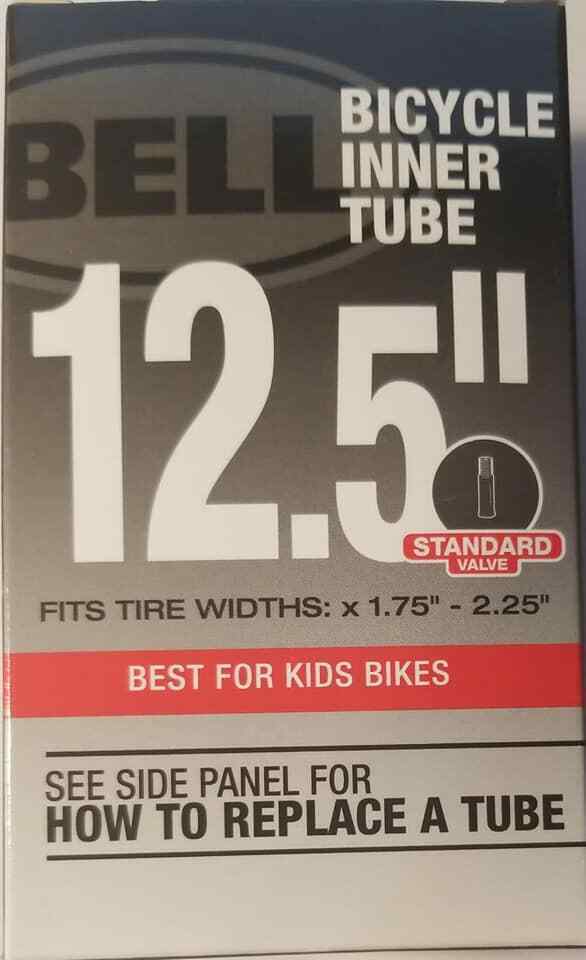 BELL
BICYCLE
INNER
TUBE
12.5"
STANDARD
VALVE
FITS TIRE WIDTHS: x 1.75" - 2.25"
BEST FOR KIDS BIKES
SEE SIDE PANEL FOR
HOW TO REPLACE A TUBE